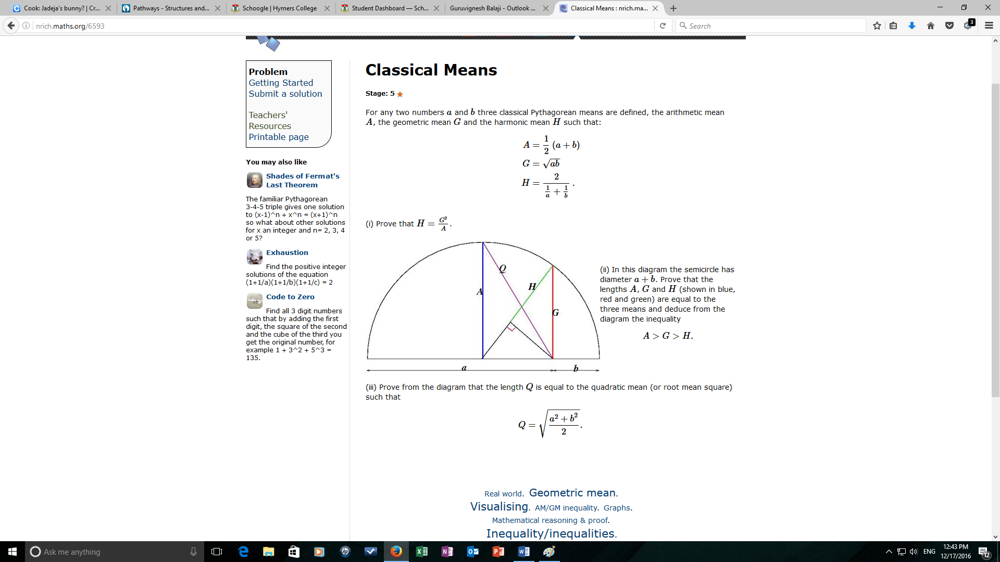 Cook: Jadeja's bunny? | Cr...
Pathways - Structures and...
Schoogle | Hymers College
Student Dashboard — Sch...
Guruvignesh Balaji - Outlook ...
Classical Means : nrich.ma...
nrich.maths.org/6593
Search
3
Problem
Getting Started
Submit a solution
Teachers'
Resources
Printable page
You may also like
Shades of Fermat's
Last Theorem
The familiar Pythagorean
3-4-5 triple gives one solution
to (x-1)^n + x^n = (x+1)^n
so what about other solutions
for x an integer and n= 2, 3, 4
or 5?
Exhaustion
Find the positive integer
solutions of the equation
(1+1/a)(1+1/b)(1+1/c) = 2
Code to Zero
Find all 3 digit numbers
such that by adding the first
digit, the square of the second
and the cube of the third you
get the original number, for
example 1 + 3^2 + 5^3 =
135.
Classical Means
Stage: 5
For any two numbers a and b three classical Pythagorean means are defined, the arithmetic mean
A, the geometric mean G and the harmonic mean H such that:
A = 1/2 (a + b)
G = √ab
H = 2/(1/a + 1/b) .
(i) Prove that H = G²/A .
Q
H
A
G
a
b
(ii) In this diagram the semicircle has
diameter a + b. Prove that the
lengths A, G and H (shown in blue,
red and green) are equal to the
three means and deduce from the
diagram the inequality
A > G > H.
(iii) Prove from the diagram that the length Q is equal to the quadratic mean (or root mean square)
such that
Q = √((a² + b²)/2).
Real world. Geometric mean.
Visualising. AM/GM inequality. Graphs.
Mathematical reasoning & proof.
Inequality/inequalities.
Ask me anything
ENG
12:43 PM
12/17/2016
12